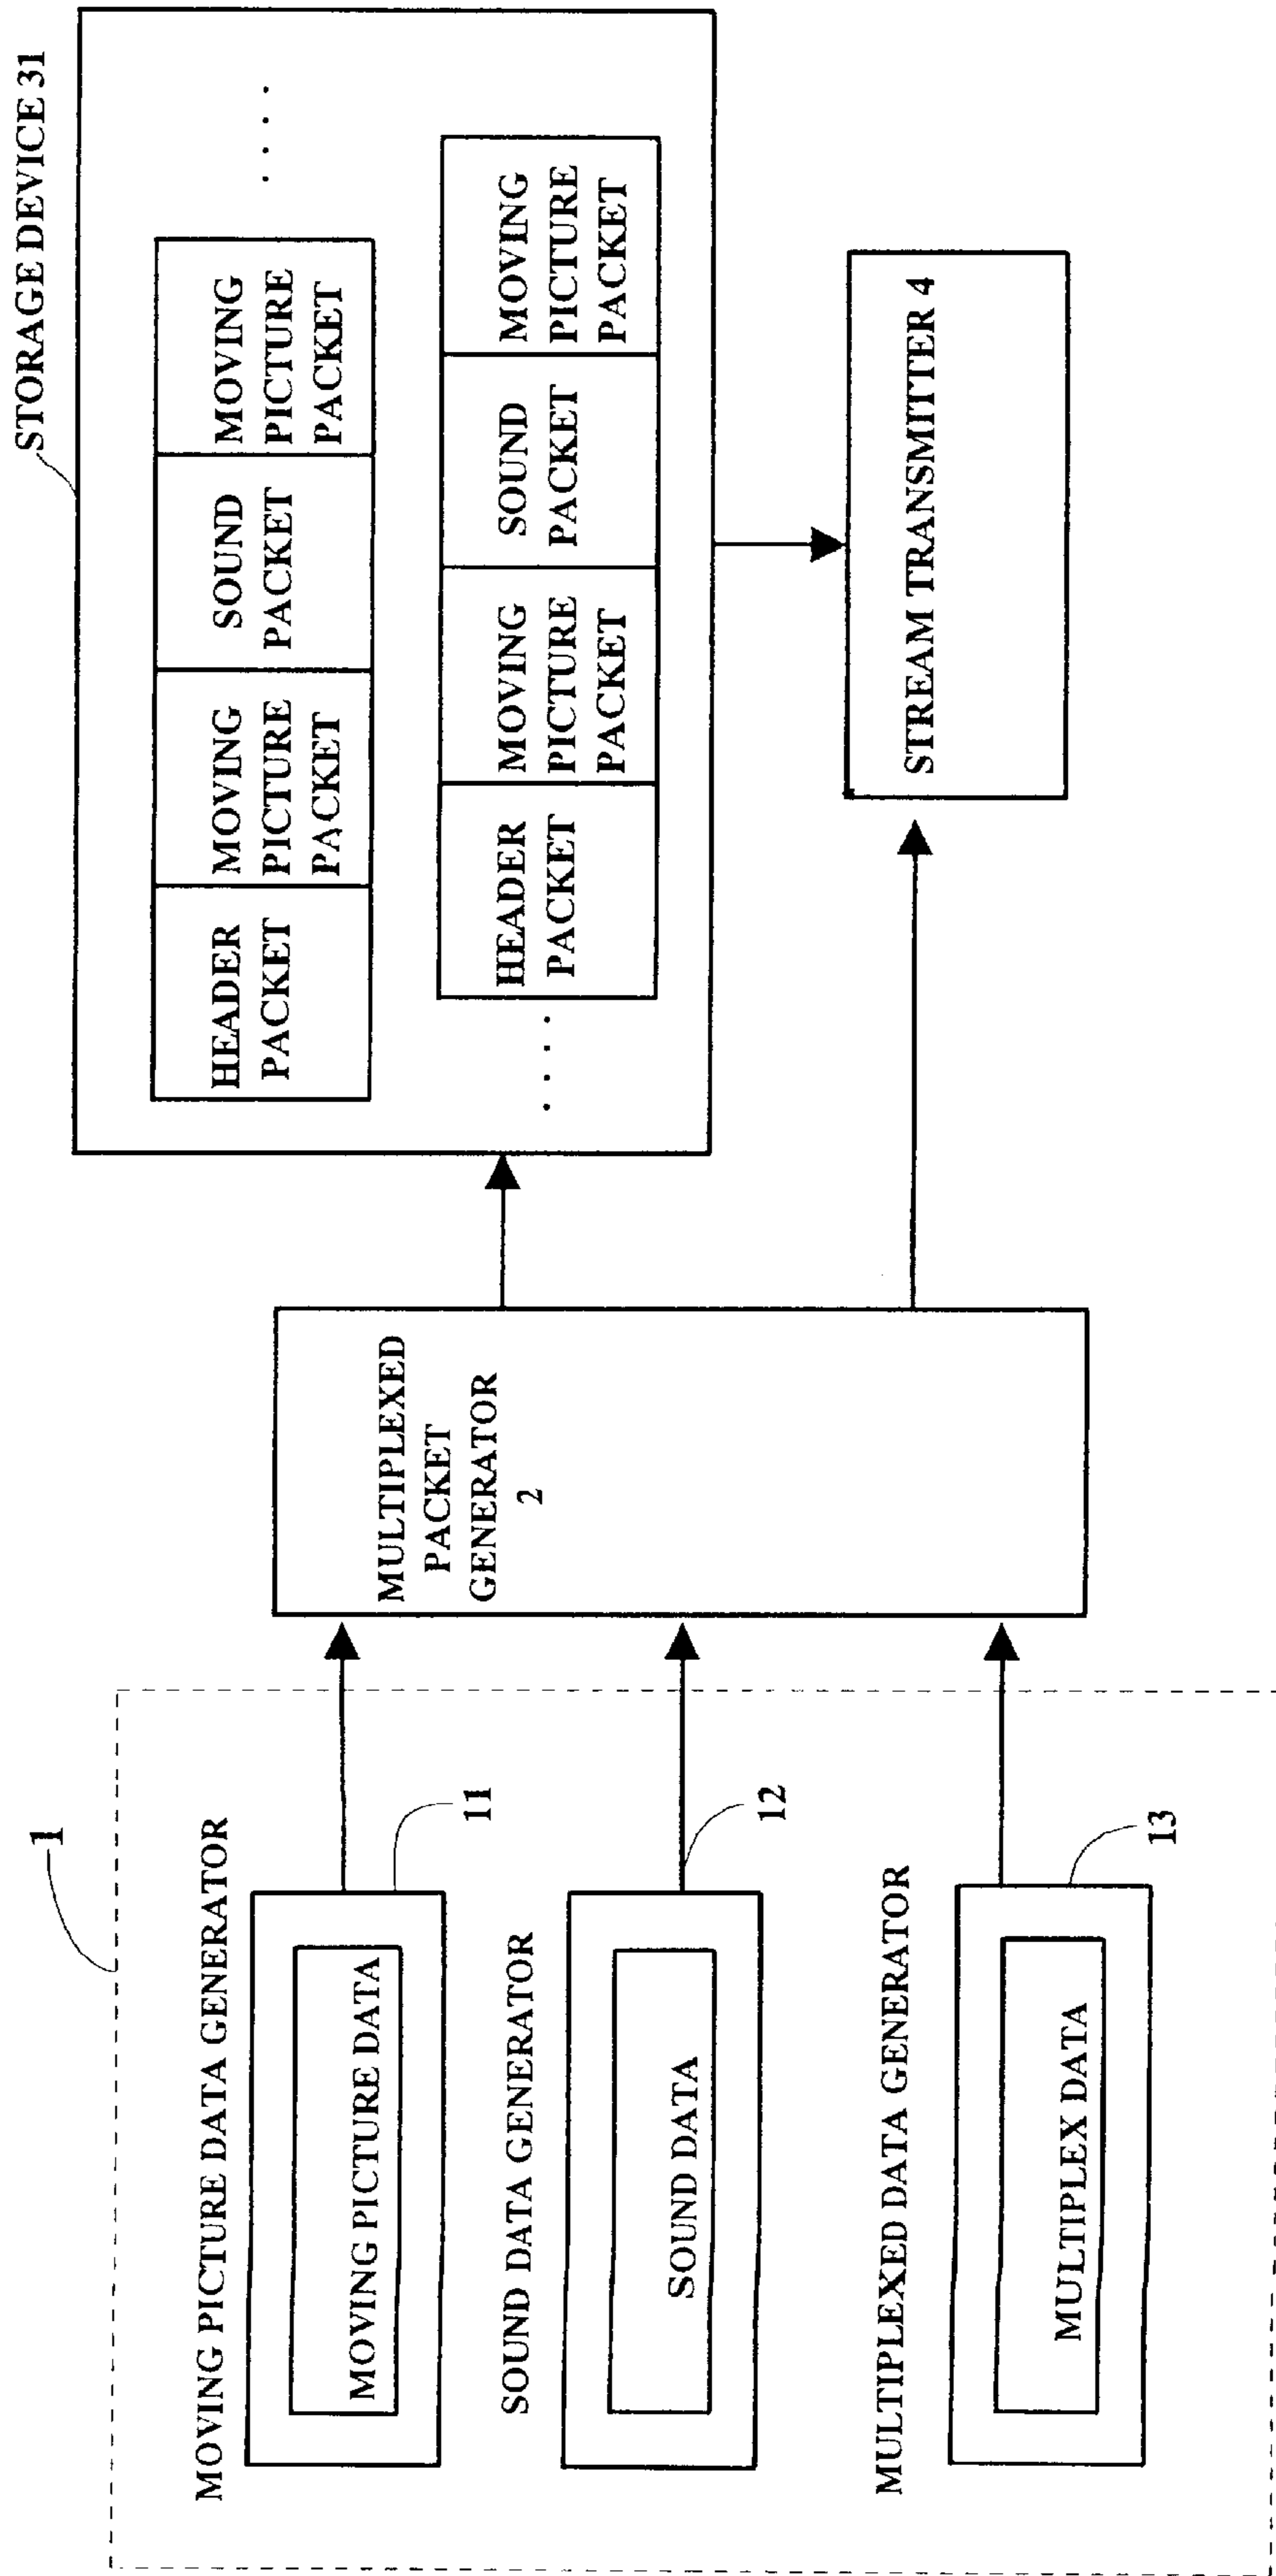 1
MOVING PICTURE DATA GENERATOR
MOVING PICTURE DATA
11
SOUND DATA GENERATOR
SOUND DATA
12
MULTIPLEXED DATA GENERATOR
MULTIPLEX DATA
13
MULTIPLEXED
PACKET
GENERATOR
2
STORAGE DEVICE 31
HEADER
PACKET
MOVING
PICTURE
PACKET
SOUND
PACKET
MOVING
PICTURE
PACKET
. . . .
. . . .
HEADER
PACKET
MOVING
PICTURE
PACKET
SOUND
PACKET
MOVING
PICTURE
PACKET
STREAM TRANSMITTER 4